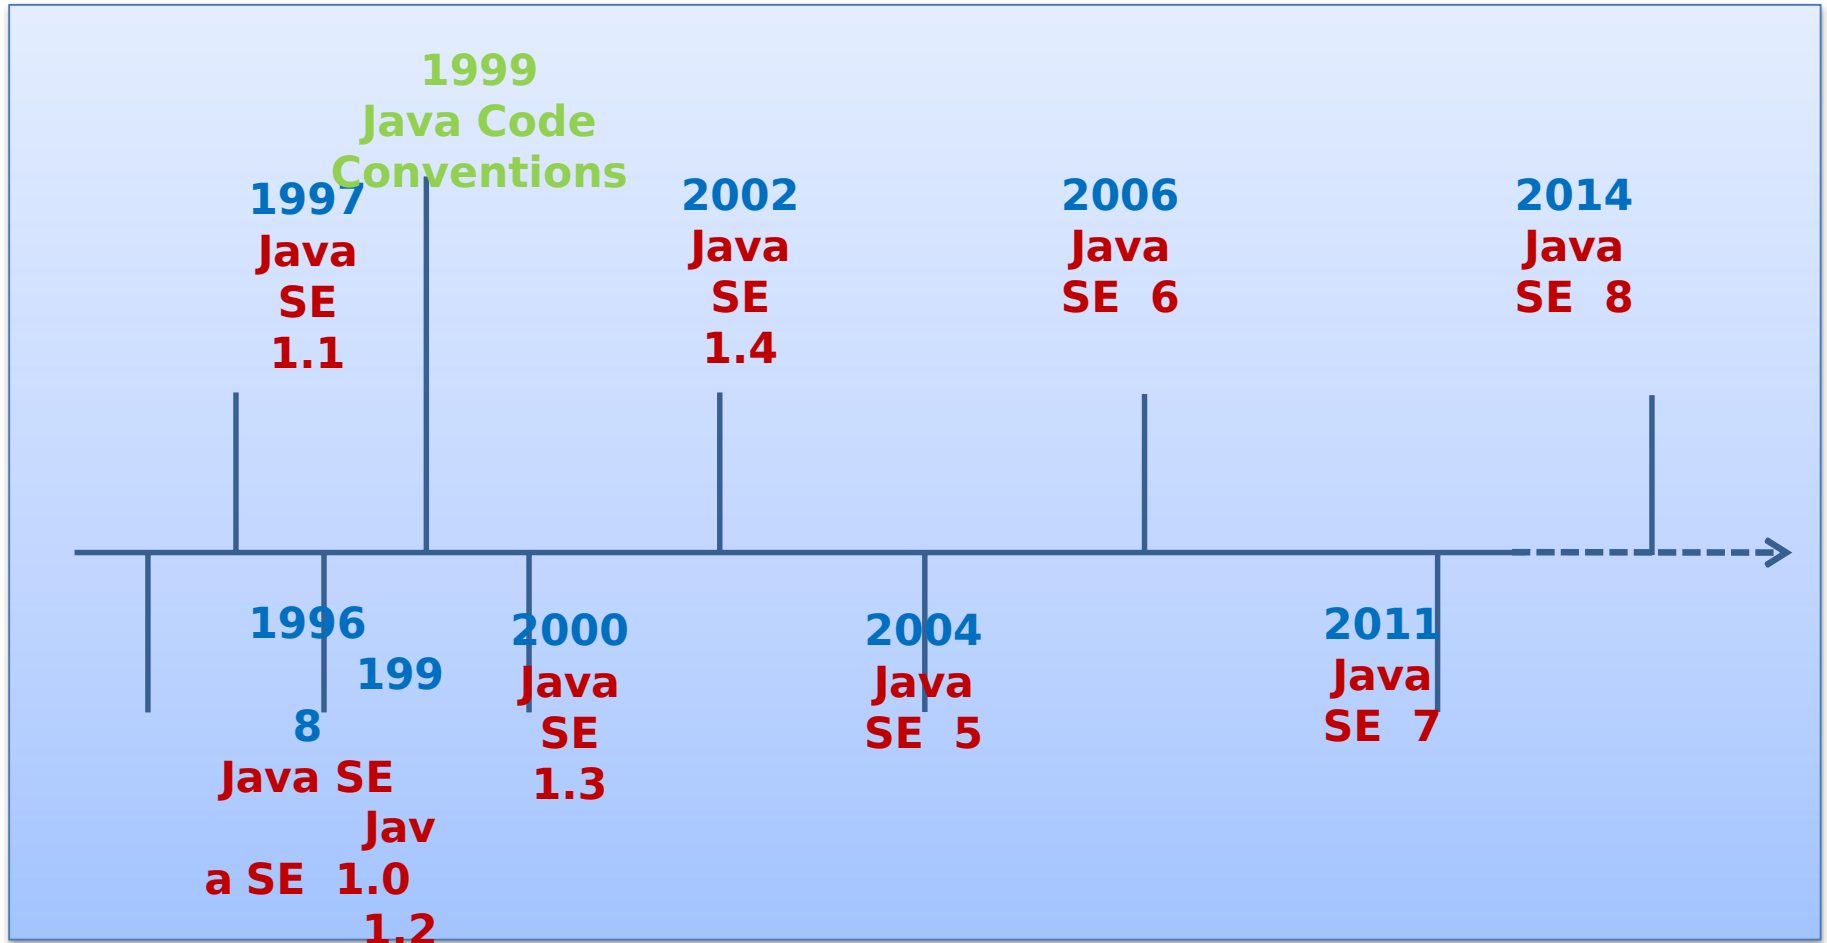 1999
Java Code
Conventions
1997
Java
SE
1.1
2002
Java
SE
1.4
2006
Java
SE 6
2014
Java
SE 8
1996
199
8
Java SE
Jav
a SE 1.0
1.2
2000
Java
SE
1.3
2004
Java
SE 5
2011
Java
SE 7